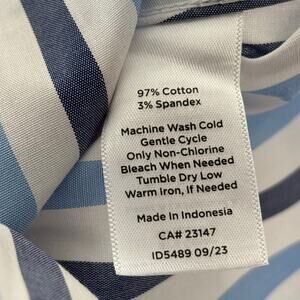 97% Cotton
3% Spandex
Machine Wash Cold
Gentle Cycle
Only Non-Chlorine
Bleach When Needed
Tumble Dry Low
Warm Iron, If Needed
Made In Indonesia
CA# 23147
ID5489 09/23